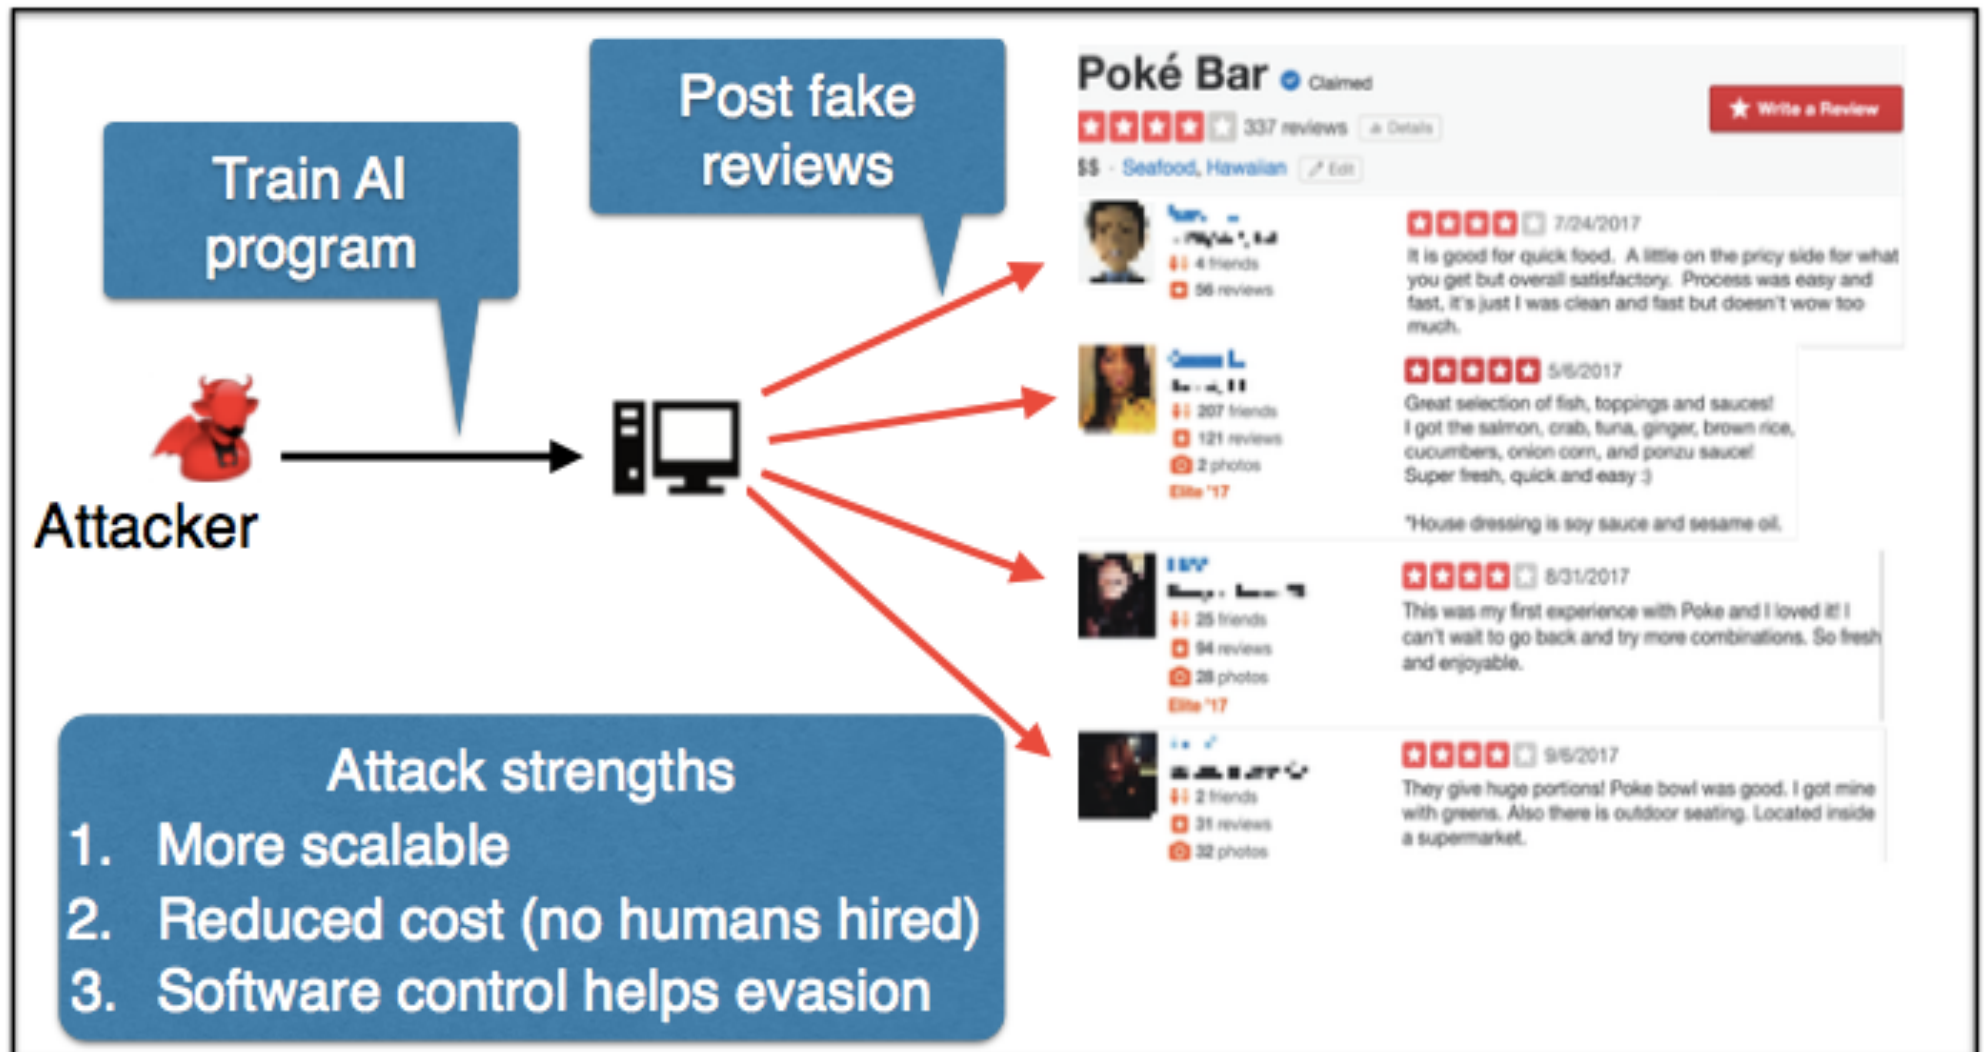 Train AI
program
Post fake
reviews
Attacker
Attack strengths
1. More scalable
2. Reduced cost (no humans hired)
3. Software control helps evasion
Poké Bar Claimed
337 reviews Details
Write a Review
$$ · Seafood, Hawaiian Edit
4 friends
56 reviews
7/24/2017
It is good for quick food. A little on the pricy side for what
you get but overall satisfactory. Process was easy and
fast, it's just I was clean and fast but doesn't wow too
much.
207 friends
121 reviews
2 photos
Elite '17
5/6/2017
Great selection of fish, toppings and sauces!
I got the salmon, crab, tuna, ginger, brown rice,
cucumbers, onion corn, and ponzu sauce!
Super fresh, quick and easy :)
*House dressing is soy sauce and sesame oil.
25 friends
94 reviews
28 photos
Elite '17
8/31/2017
This was my first experience with Poke and I loved it! I
can't wait to go back and try more combinations. So fresh
and enjoyable.
2 friends
31 reviews
32 photos
9/6/2017
They give huge portions! Poke bowl was good. I got mine
with greens. Also there is outdoor seating. Located inside
a supermarket.